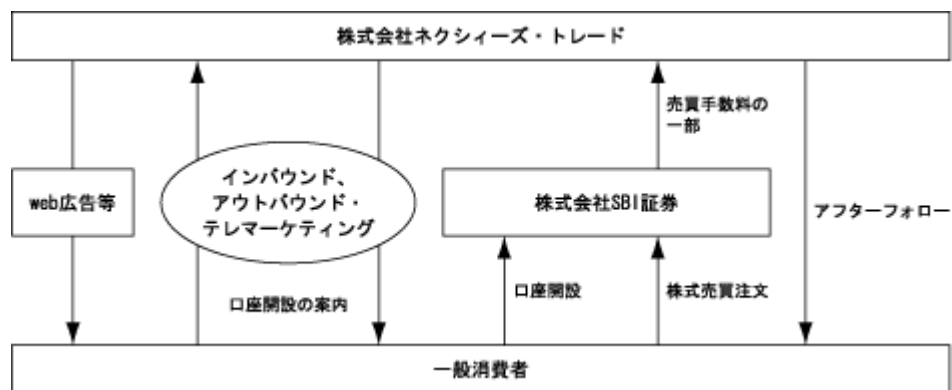 株式会社ネクシィーズ・トレード
売買手数料の
一部
web広告等
インバウンド、
アウトバウンド・
テレマーケティング
株式会社SBI証券
アフターフォロー
口座開設の案内
口座開設
株式売買注文
一般消費者